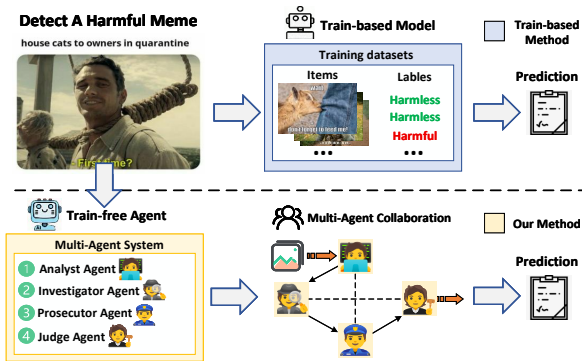 Detect A Harmful Meme
house cats to owners in quarantine
First time?
Train-based Model
Training datasets
Items
Lables
Harmless
Harmless
Harmful
Train-based
Method
Prediction
Train-free Agent
Multi-Agent System
1 Analyst Agent
2 Investigator Agent
3 Prosecutor Agent
4 Judge Agent
Multi-Agent Collaboration
Our Method
Prediction